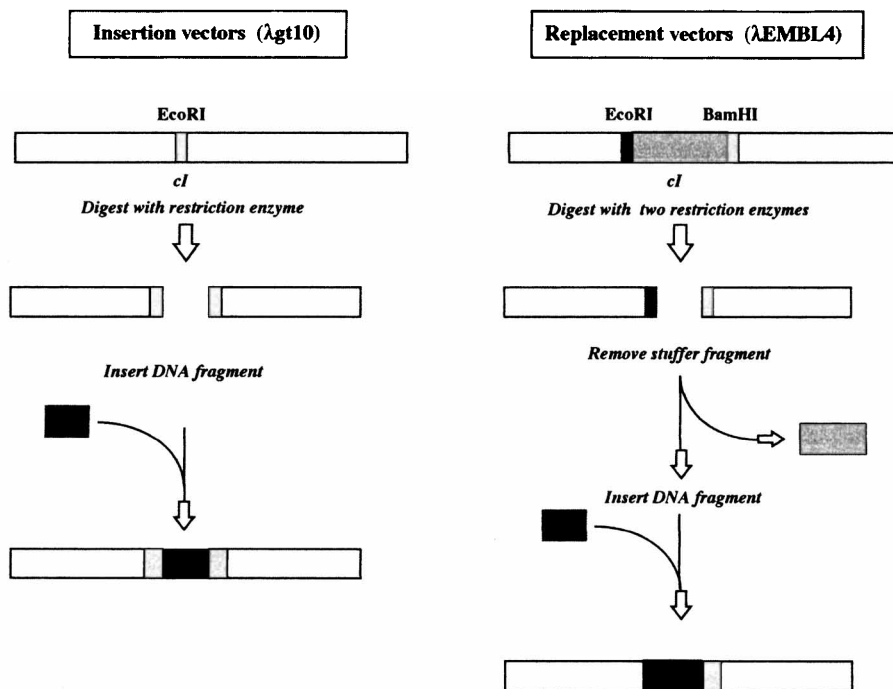 Insertion vectors (λgt10)
EcoRI
cI
Digest with restriction enzyme
Insert DNA fragment
Replacement vectors (λEMBL4)
EcoRI BamHI
cI
Digest with two restriction enzymes
Remove stuffer fragment
Insert DNA fragment